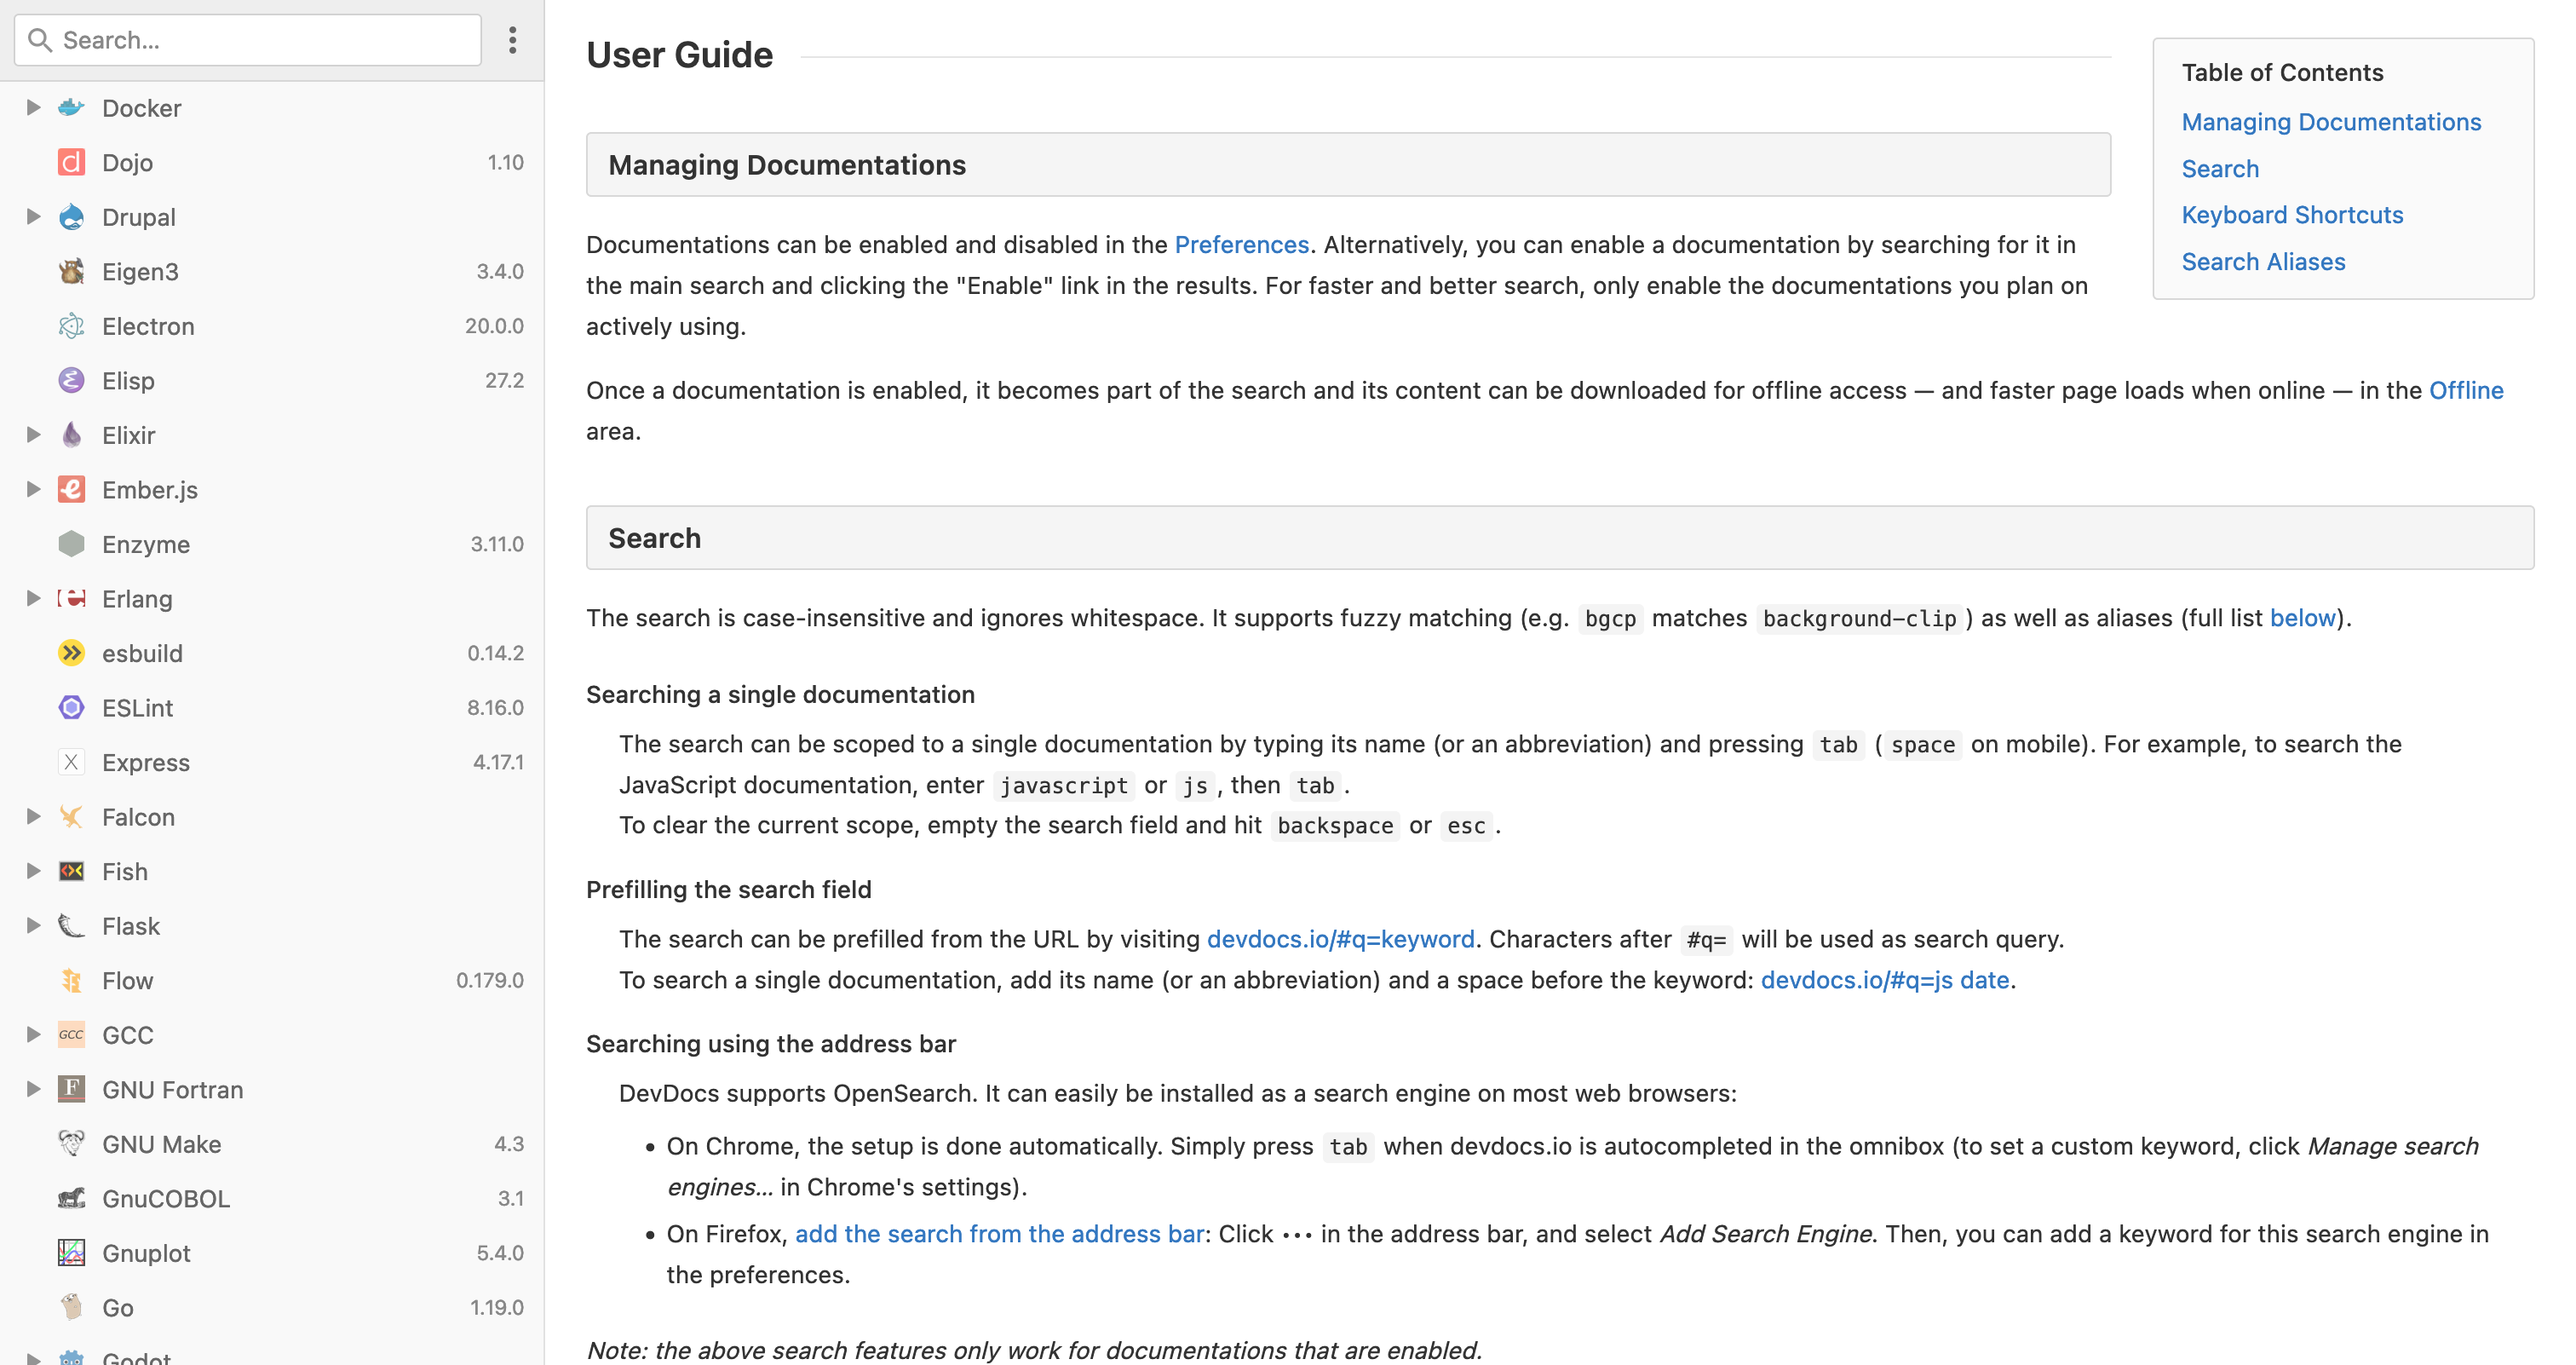 Search...
Docker
Dojo 1.10
Drupal
Eigen3 3.4.0
Electron 20.0.0
Elisp 27.2
Elixir
Ember.js
Enzyme 3.11.0
Erlang
esbuild 0.14.2
ESLint 8.16.0
X Express 4.17.1
Falcon
Fish
Flask
Flow 0.179.0
GCC GCC
F GNU Fortran
GNU Make 4.3
GnuCOBOL 3.1
Gnuplot 5.4.0
Go 1.19.0
Godot
User Guide
Managing Documentations
Documentations can be enabled and disabled in the Preferences. Alternatively, you can enable a documentation by searching for it in
the main search and clicking the "Enable" link in the results. For faster and better search, only enable the documentations you plan on
actively using.
Once a documentation is enabled, it becomes part of the search and its content can be downloaded for offline access — and faster page loads when online — in the Offline
area.
Search
The search is case-insensitive and ignores whitespace. It supports fuzzy matching (e.g. bgcp matches background-clip) as well as aliases (full list below).
Searching a single documentation
The search can be scoped to a single documentation by typing its name (or an abbreviation) and pressing tab (space on mobile). For example, to search the
JavaScript documentation, enter javascript or js, then tab.
To clear the current scope, empty the search field and hit backspace or esc.
Prefilling the search field
The search can be prefilled from the URL by visiting devdocs.io/#q=keyword. Characters after #q= will be used as search query.
To search a single documentation, add its name (or an abbreviation) and a space before the keyword: devdocs.io/#q=js date.
Searching using the address bar
DevDocs supports OpenSearch. It can easily be installed as a search engine on most web browsers:
• On Chrome, the setup is done automatically. Simply press tab when devdocs.io is autocompleted in the omnibox (to set a custom keyword, click Manage search
engines... in Chrome's settings).
• On Firefox, add the search from the address bar: Click ••• in the address bar, and select Add Search Engine. Then, you can add a keyword for this search engine in
the preferences.
Note: the above search features only work for documentations that are enabled.
Table of Contents
Managing Documentations
Search
Keyboard Shortcuts
Search Aliases